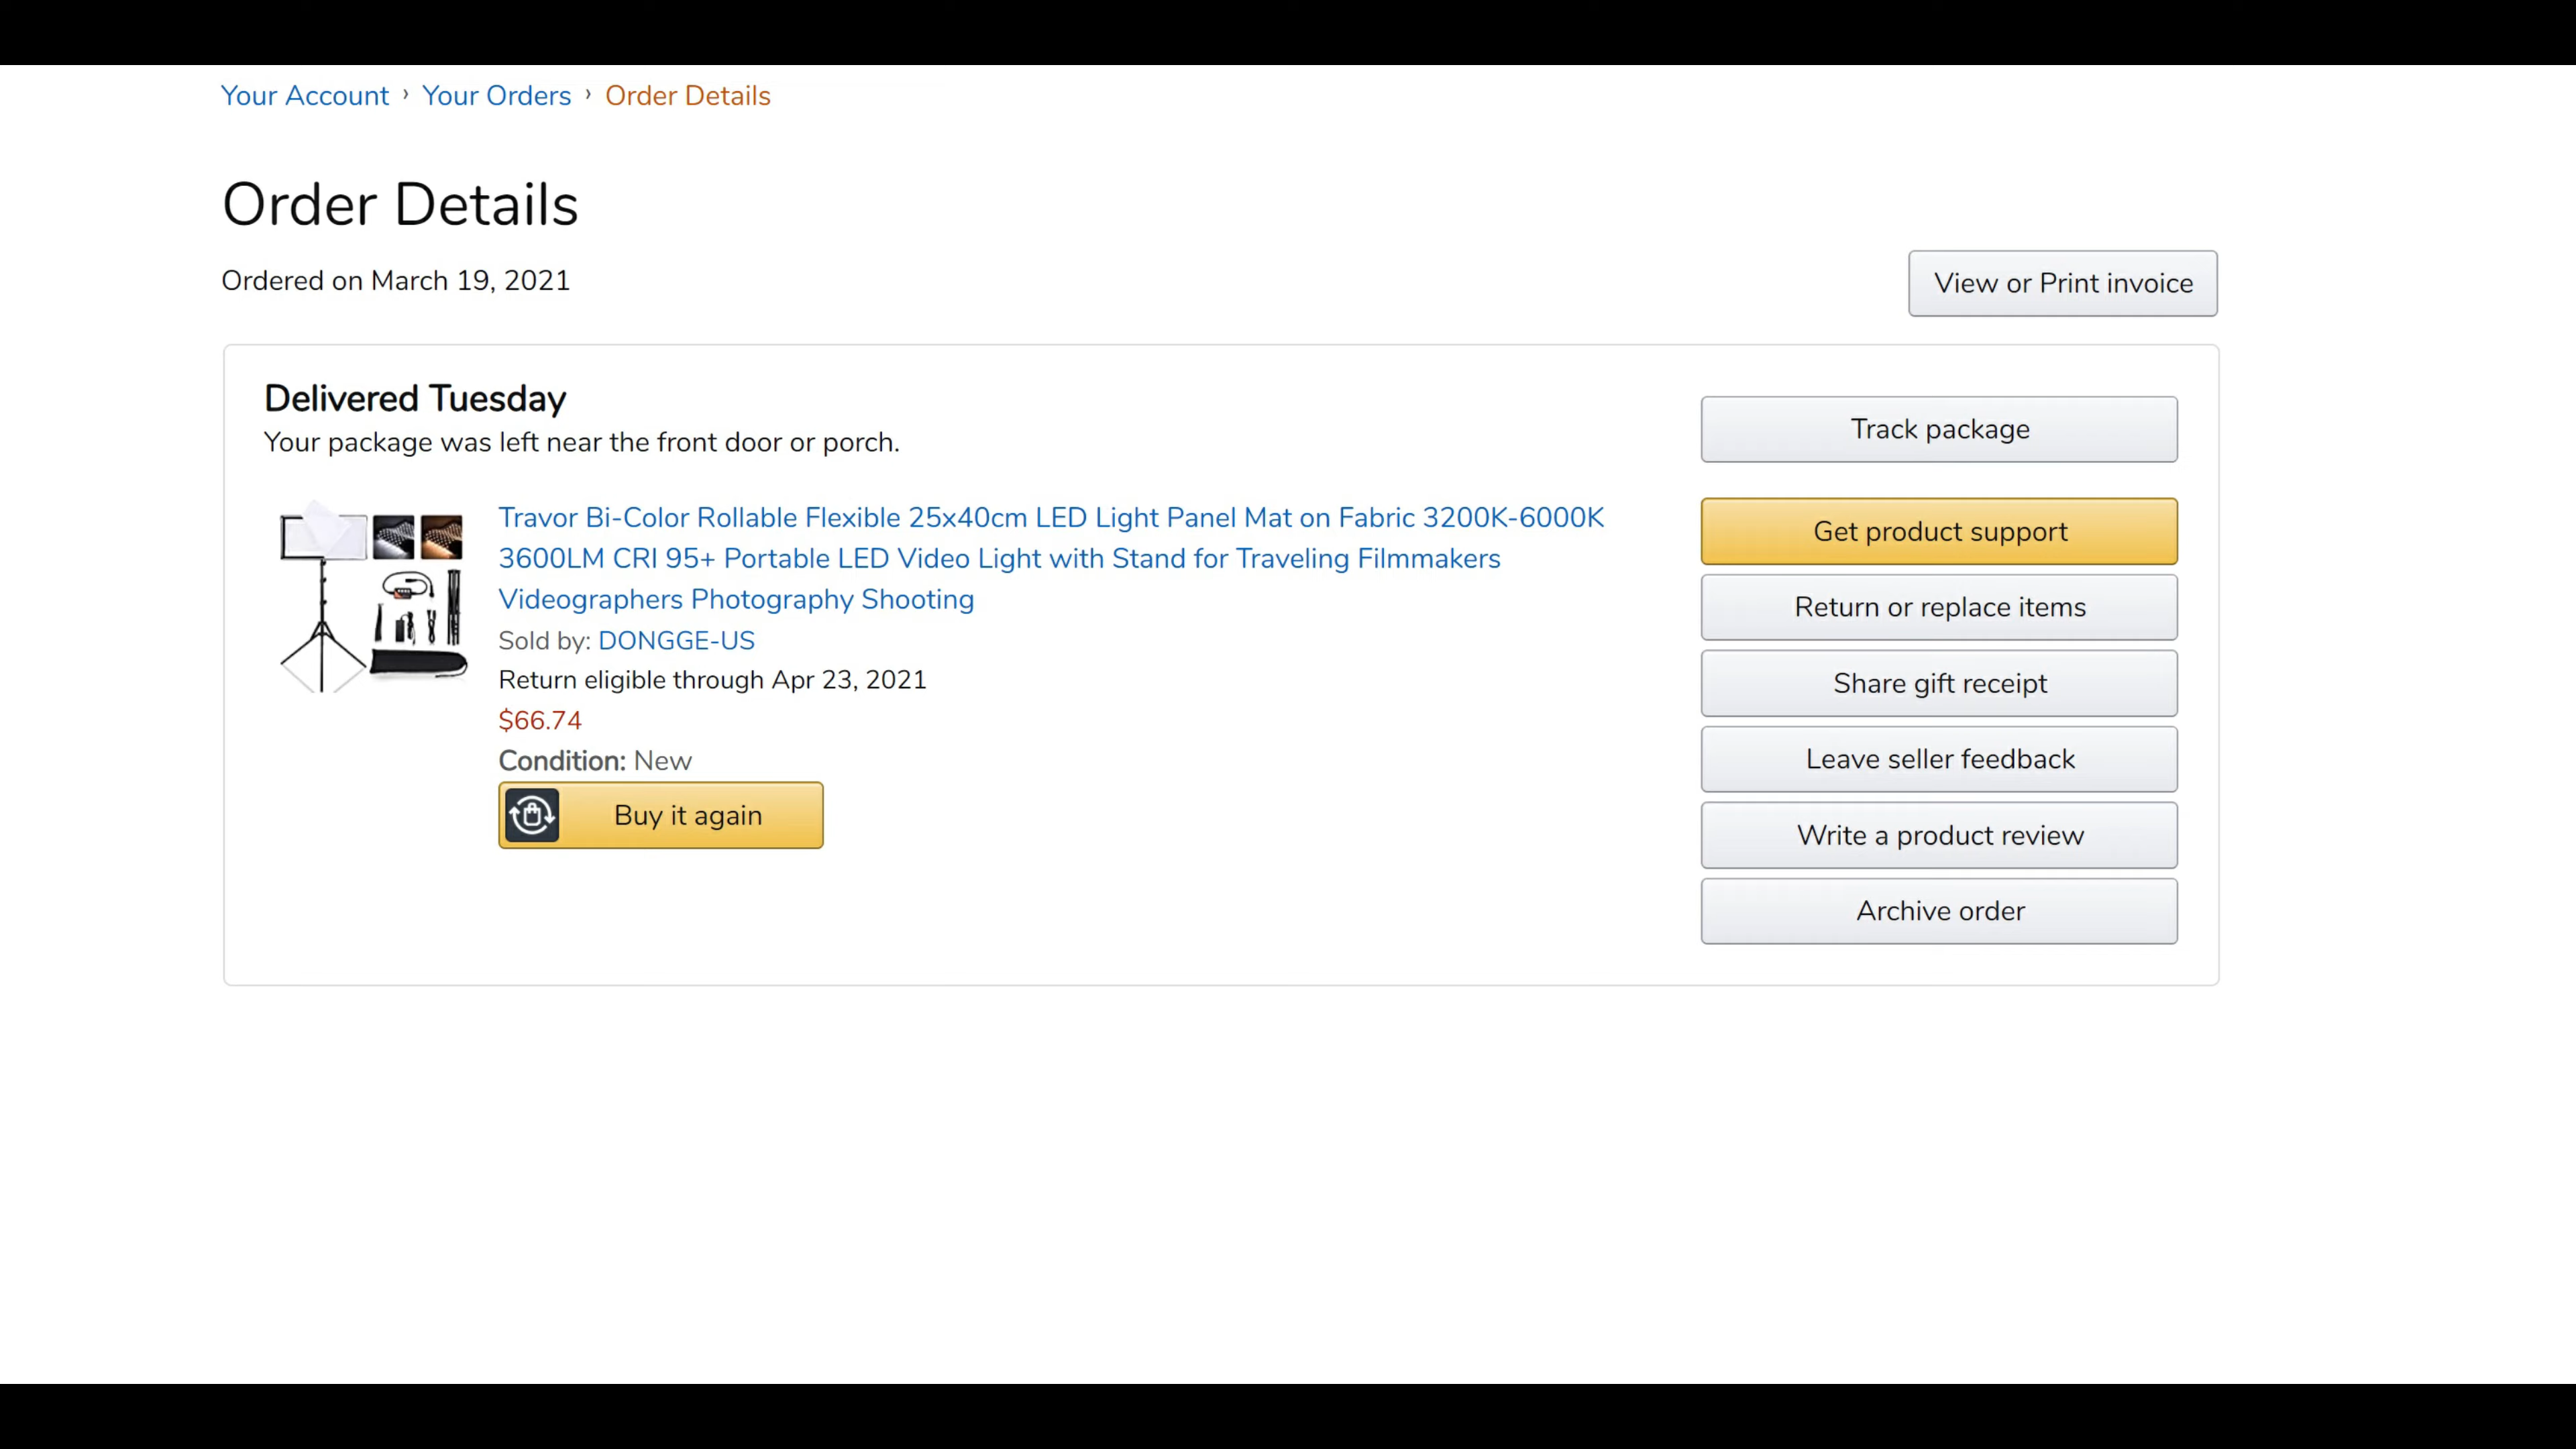 Your Account › Your Orders › Order Details
Order Details
Ordered on March 19, 2021
View or Print invoice
Delivered Tuesday
Your package was left near the front door or porch.
Travor Bi-Color Rollable Flexible 25x40cm LED Light Panel Mat on Fabric 3200K-6000K
3600LM CRI 95+ Portable LED Video Light with Stand for Traveling Filmmakers
Videographers Photography Shooting
Sold by: DONGGE-US
Return eligible through Apr 23, 2021
$66.74
Condition: New
Buy it again
Track package
Get product support
Return or replace items
Share gift receipt
Leave seller feedback
Write a product review
Archive order